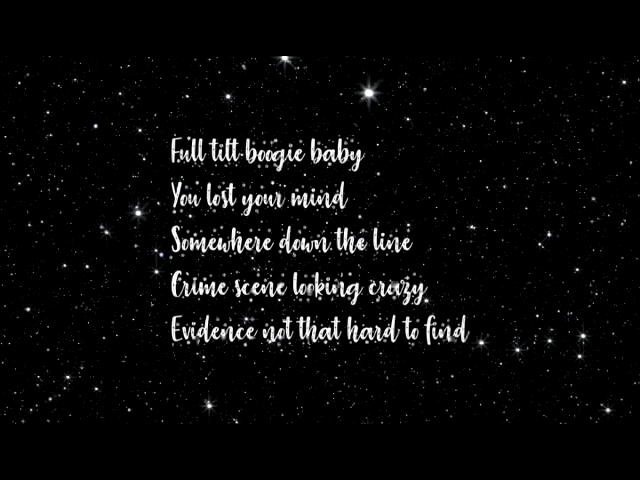 Full tilt boogie baby
You lost your mind
Somewhere down the line
Crime scene looking crazy
Evidence not that hard to find